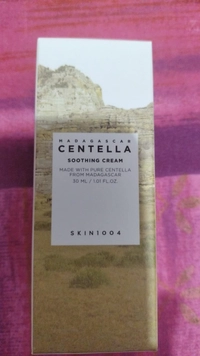 MADAGASCAR
CENTELLA
SOOTHING CREAM
MADE WITH PURE CENTELLA
FROM MADAGASCAR
30 ML / 1.01 FL.OZ.
SKIN1004